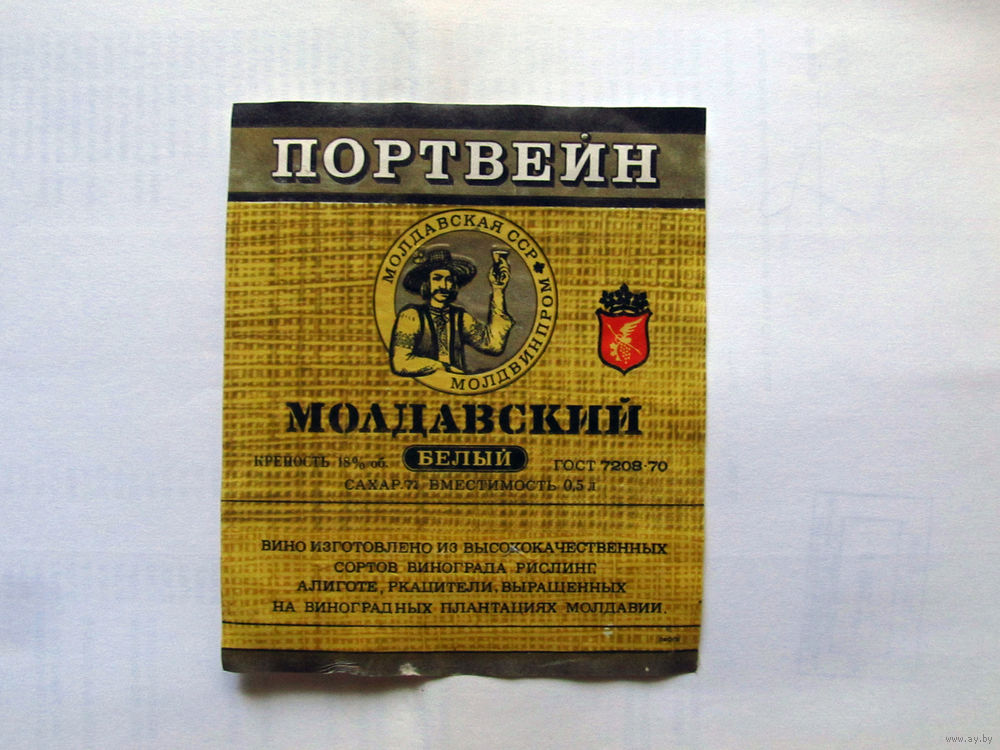 ПОРТВЕЙН
МОЛДАВСКАЯ ССР
МОЛДВИНПРОМ
МОЛДАВСКИЙ
КРЕПОСТЬ 18% об. БЕЛЫЙ ГОСТ 7208-70
САХАР 7% ВМЕСТИМОСТЬ 0,5 л
ВИНО ИЗГОТОВЛЕНО ИЗ ВЫСОКОКАЧЕСТВЕННЫХ
СОРТОВ ВИНОГРАДА РИСЛИНГ,
АЛИГОТЕ, РКАЦИТЕЛИ, ВЫРАЩЕННЫХ
НА ВИНОГРАДНЫХ ПЛАНТАЦИЯХ МОЛДАВИИ.
www.ay.by